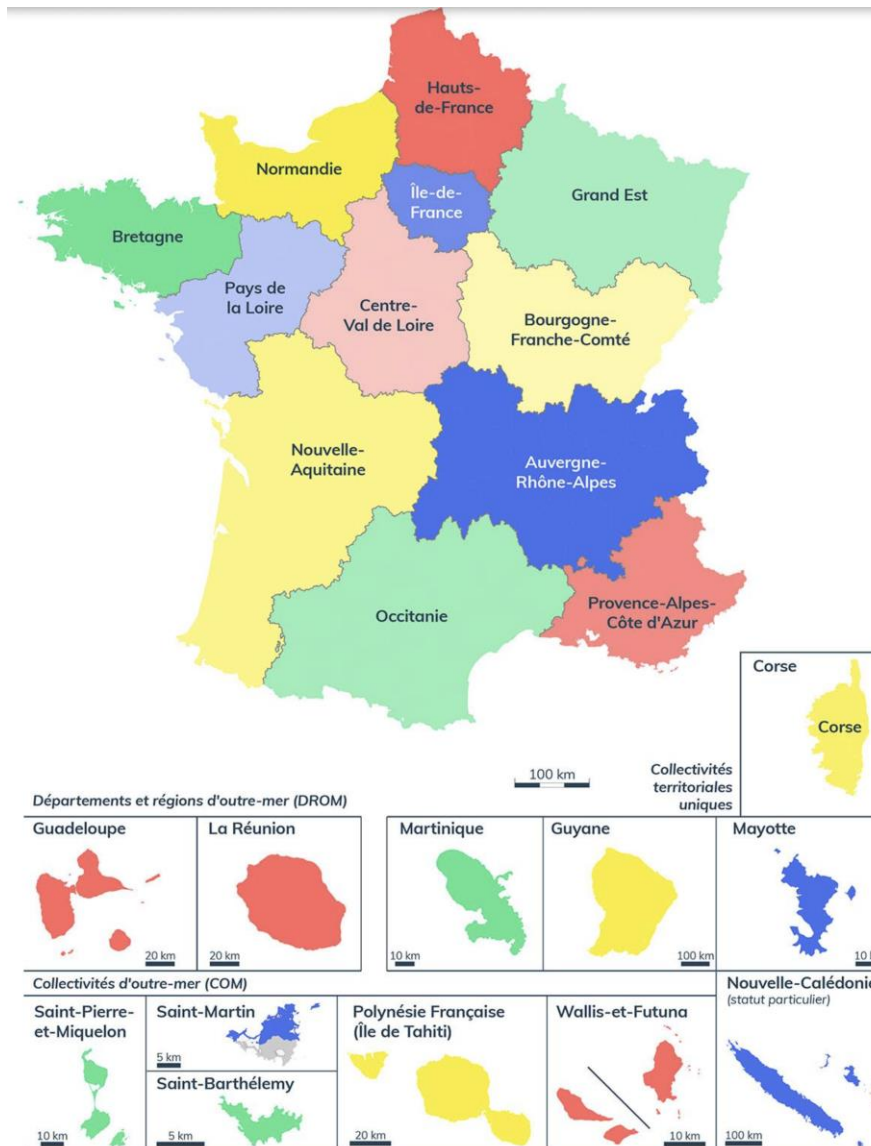 Hauts-
de-France
Normandie
Île-de-
France
Grand Est
Bretagne
Pays de
la Loire
Centre-
Val de Loire
Bourgogne-
Franche-Comté
Nouvelle-
Aquitaine
Auvergne-
Rhône-Alpes
Occitanie
Provence-Alpes-
Côte d'Azur
Corse
Corse
100 km
Collectivités
territoriales
uniques
Départements et régions d'outre-mer (DROM)
Guadeloupe
20 km
La Réunion
20 km
Martinique
10 km
Guyane
100 km
Mayotte
10 k
Collectivités d'outre-mer (COM)
Saint-Pierre-
et-Miquelon
10 km
Saint-Martin
5 km
Saint-Barthélemy
5 km
Polynésie Française
(Île de Tahiti)
20 km
Wallis-et-Futuna
10 km
Nouvelle-Calédonie
(statut particulier)
100 km